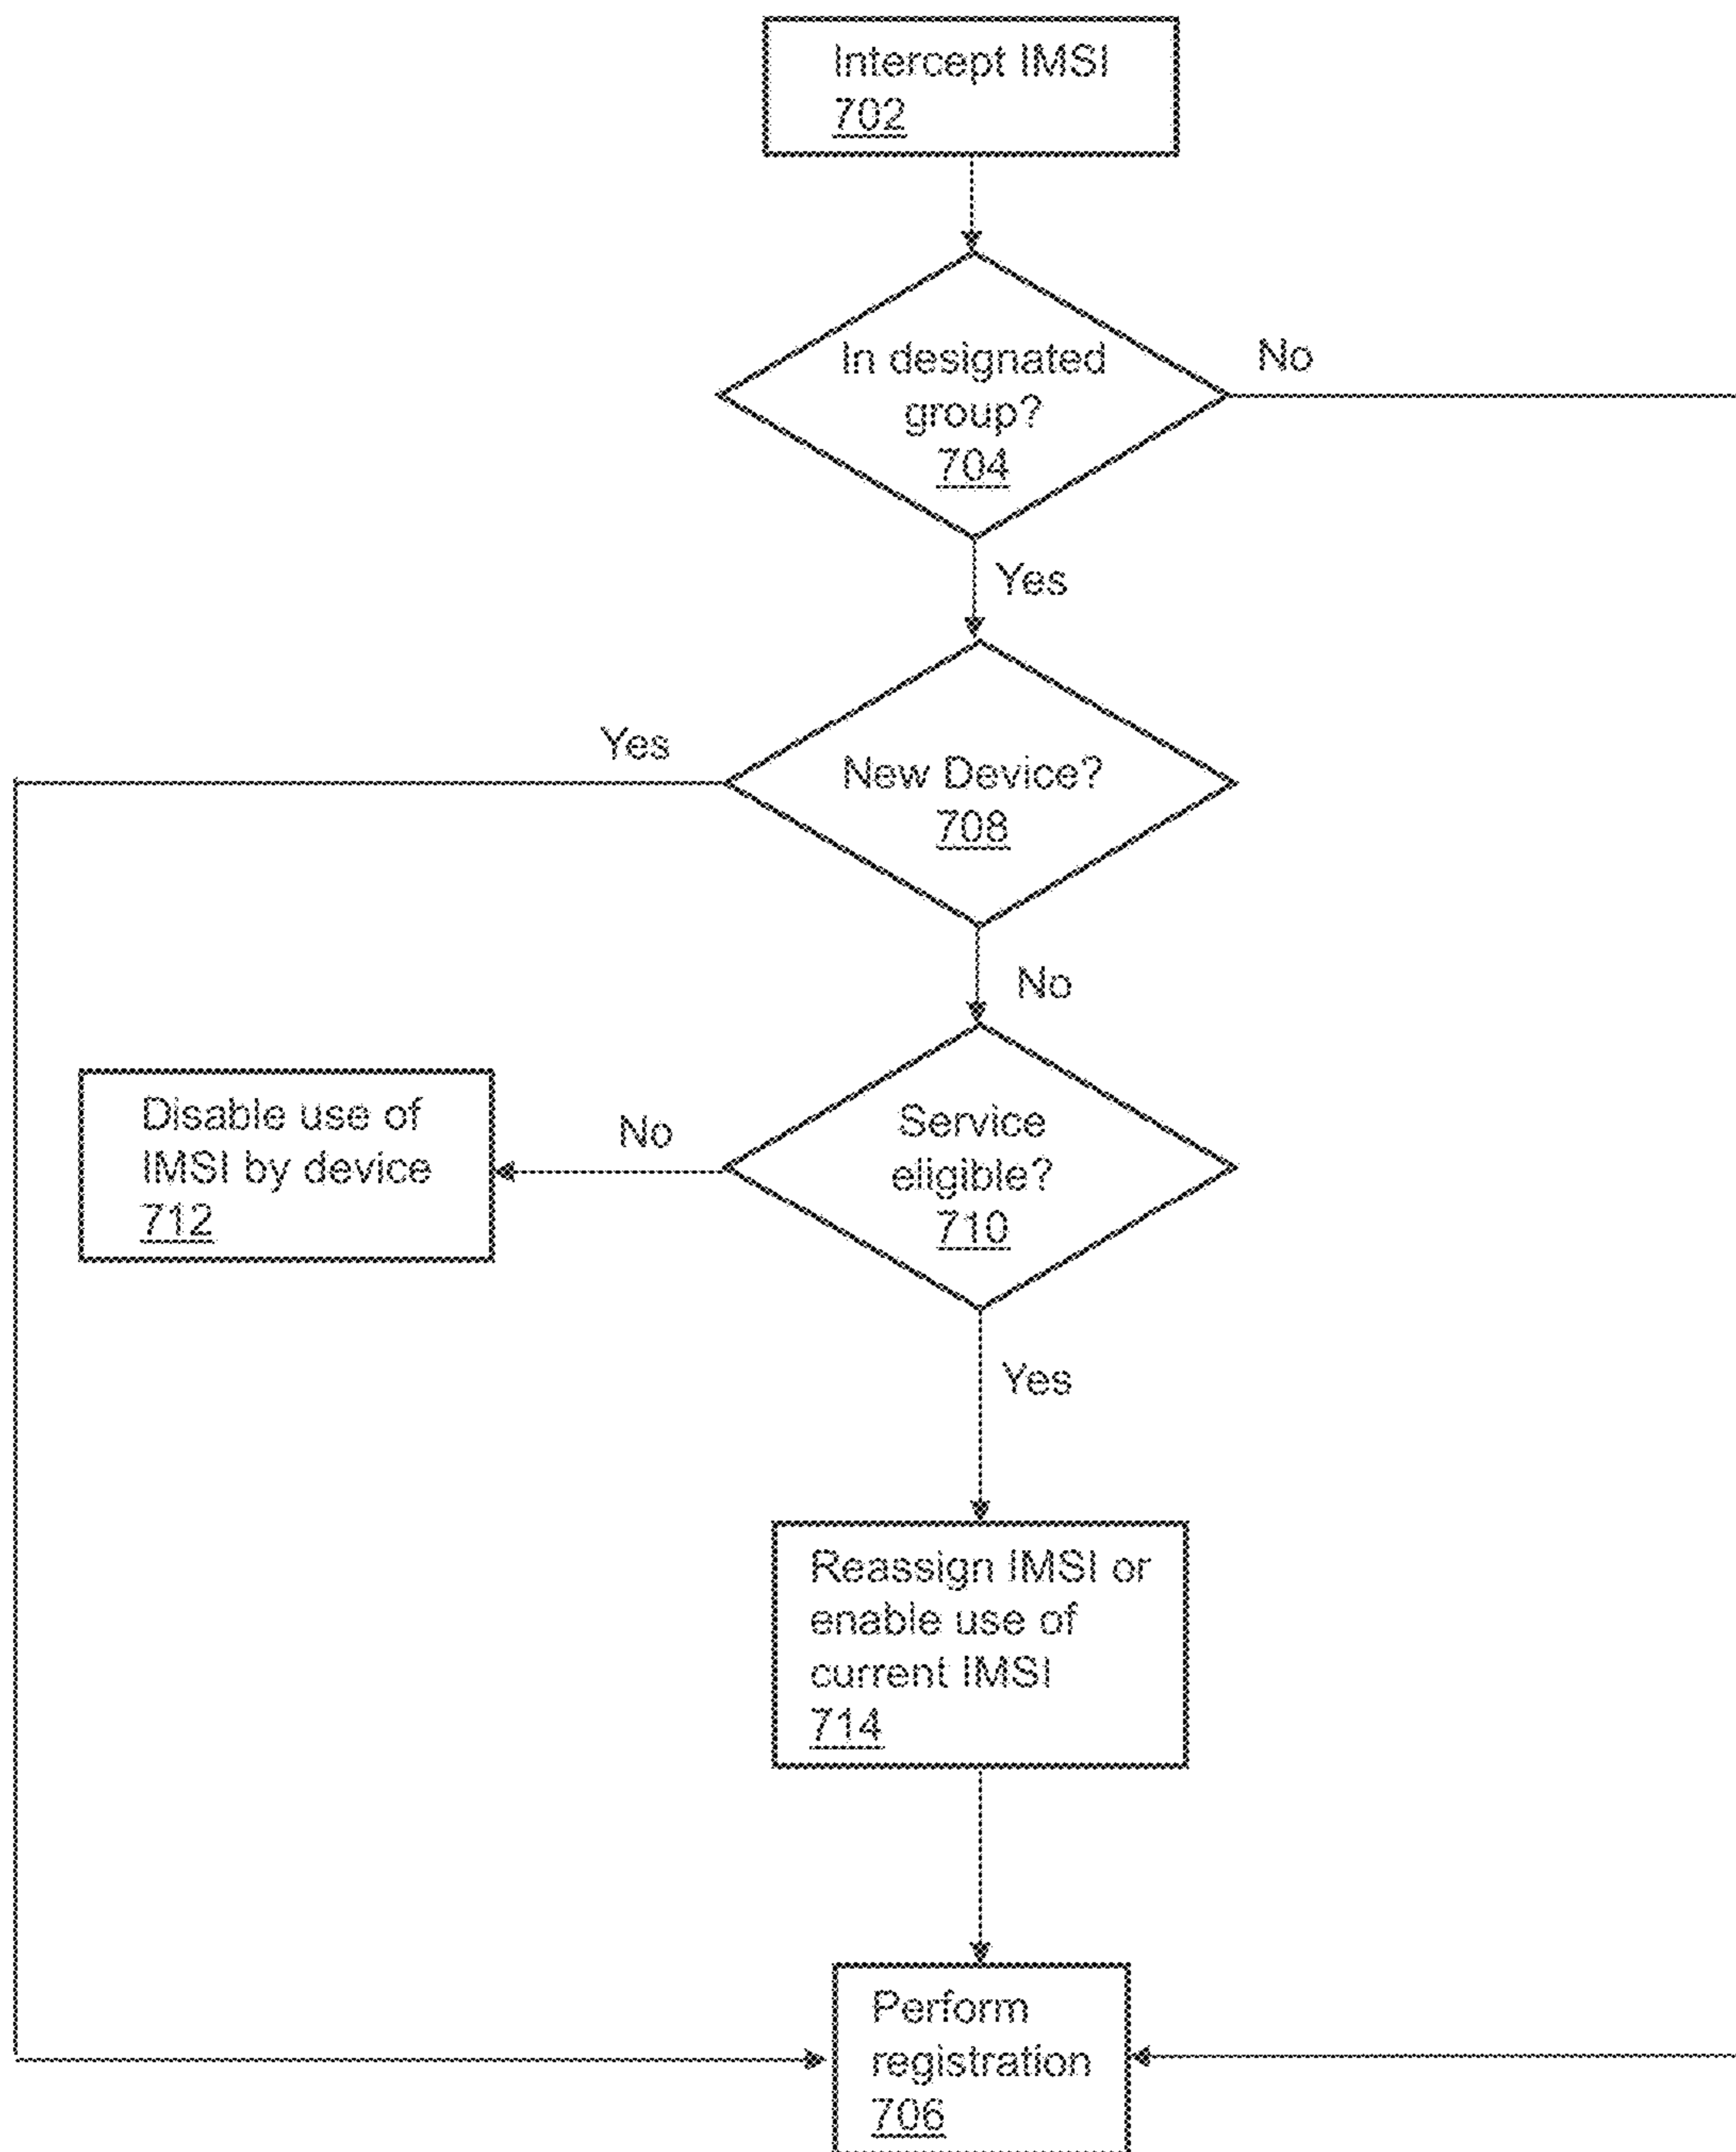 Intercept IMSI
702
In designated
group?
704
No
Yes
New Device?
708
Yes
No
Service
eligible?
710
No
Disable use of
IMSI by device
712
Yes
Reassign IMSI or
enable use of
current IMSI
714
Perform
registration
706